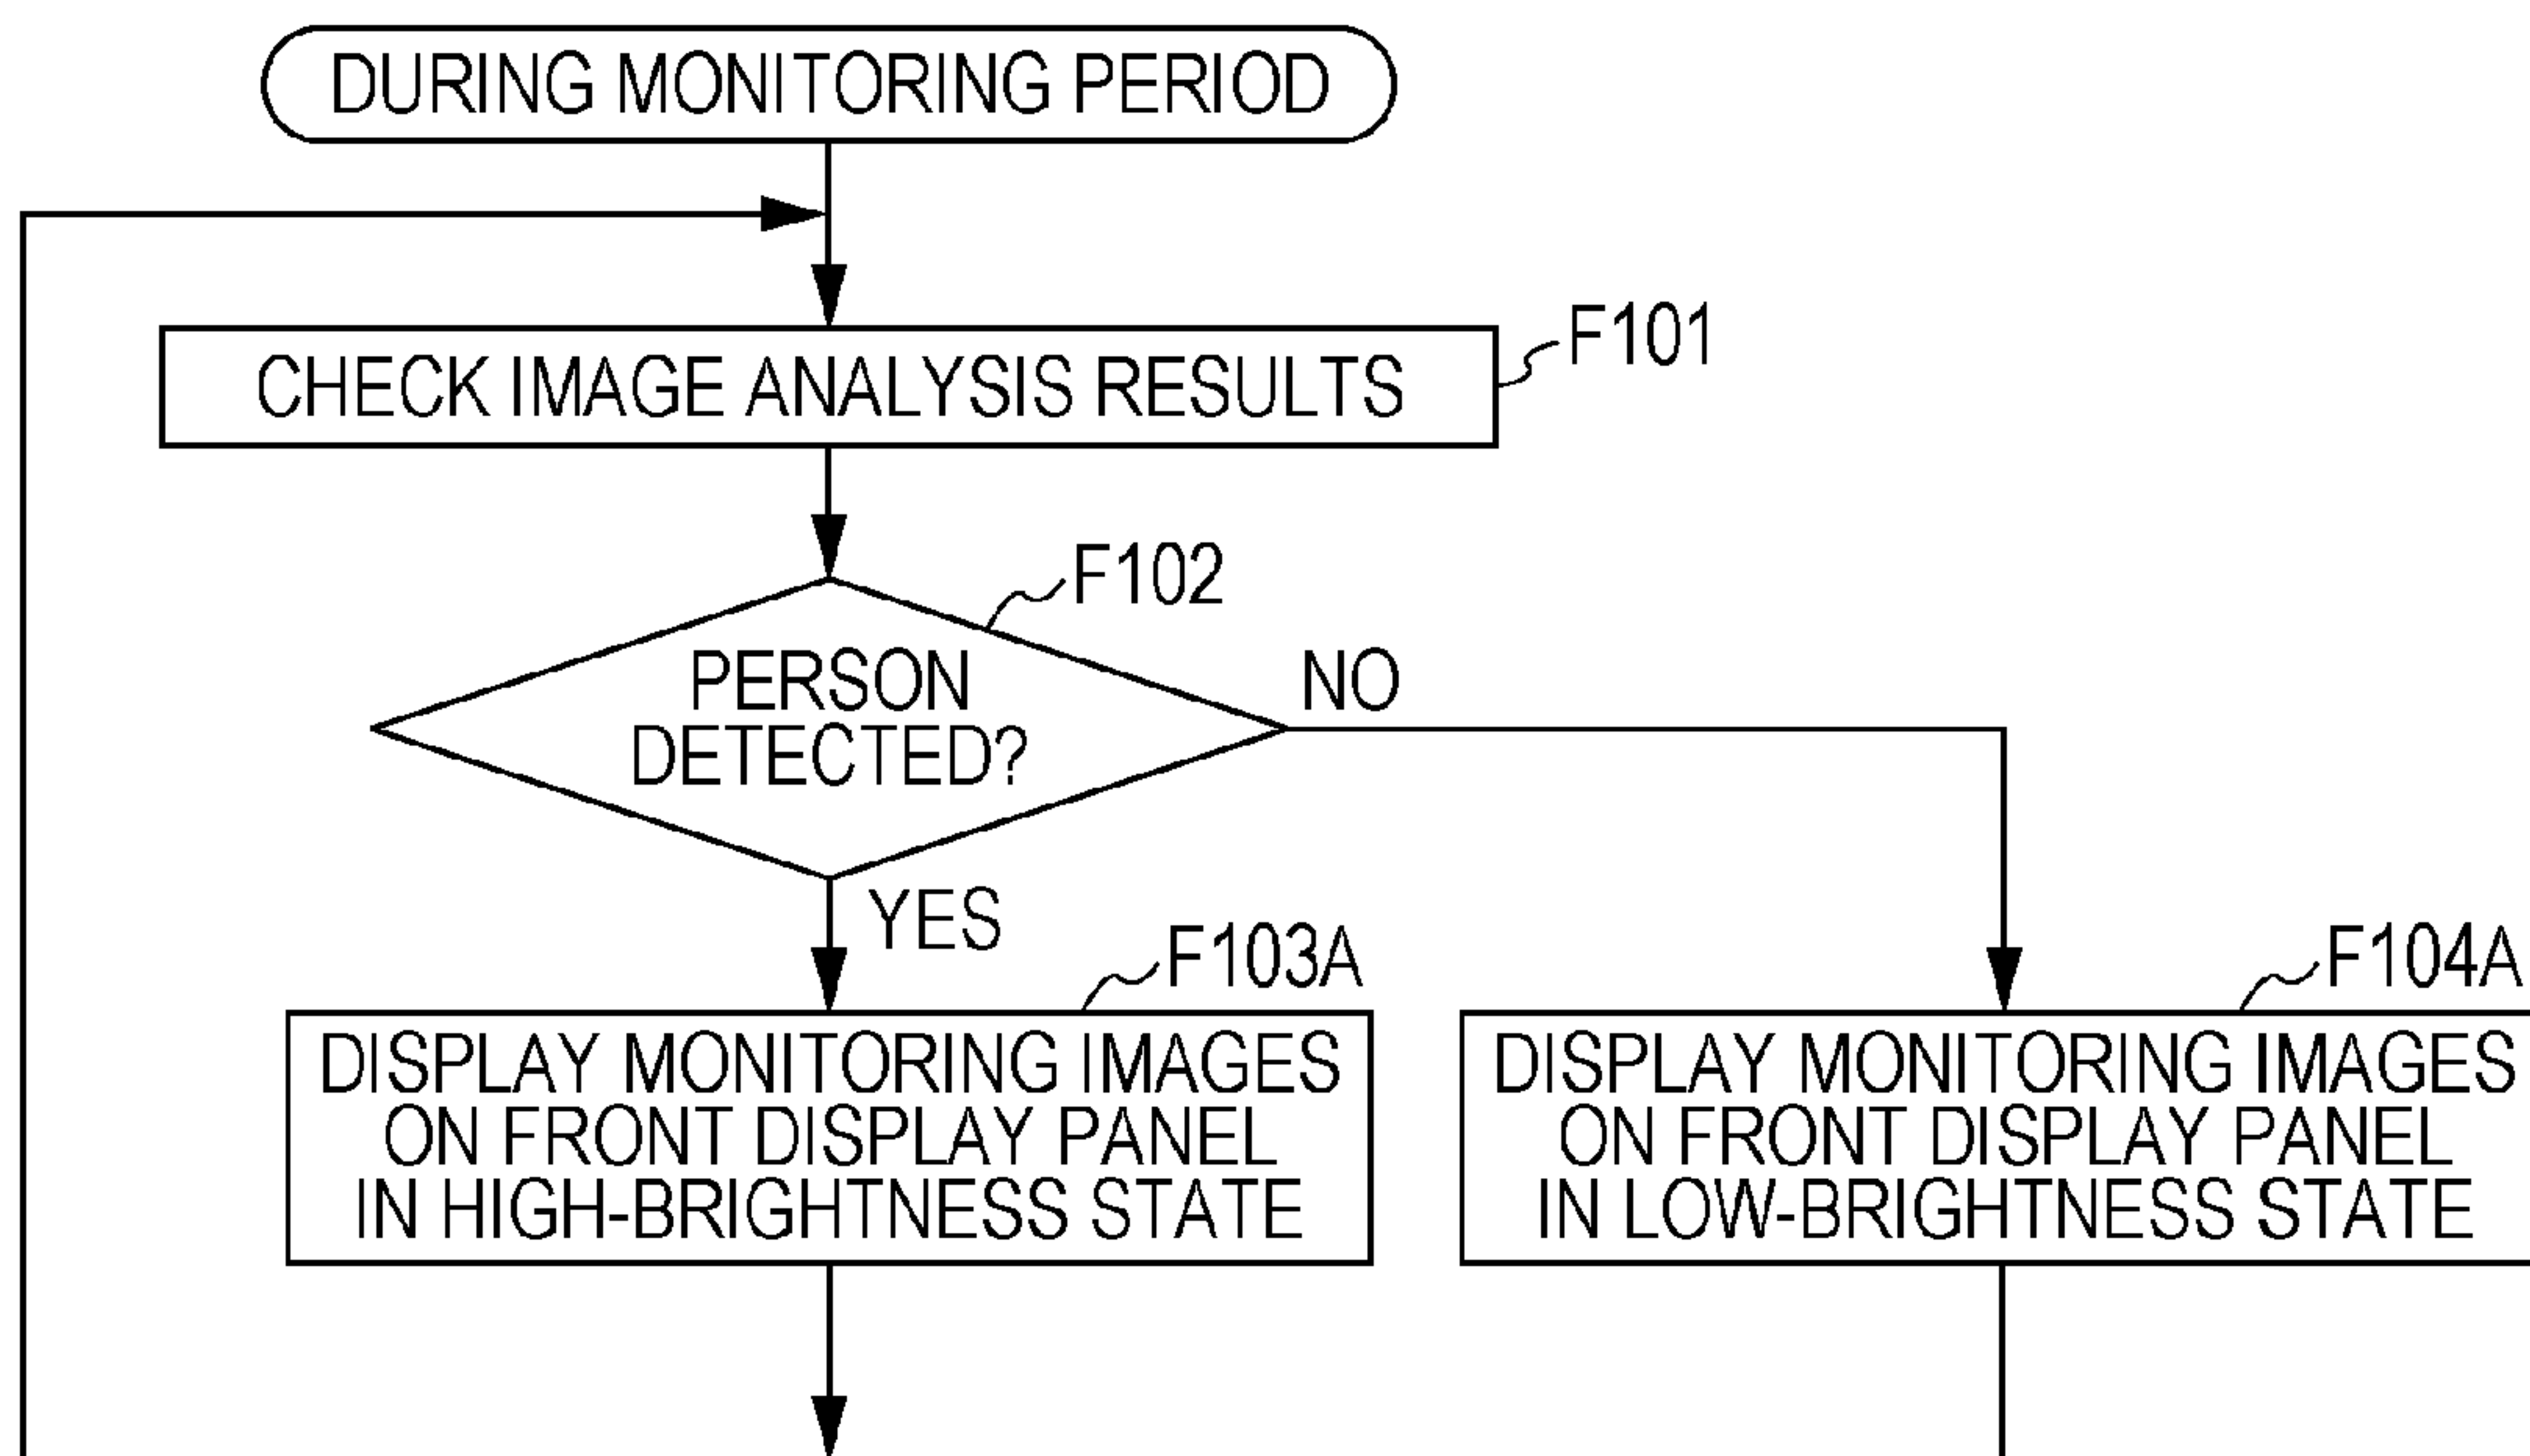 DURING MONITORING PERIOD
CHECK IMAGE ANALYSIS RESULTS
F101
F102
PERSON
DETECTED?
NO
YES
F103A
DISPLAY MONITORING IMAGES
ON FRONT DISPLAY PANEL
IN HIGH-BRIGHTNESS STATE
F104A
DISPLAY MONITORING IMAGES
ON FRONT DISPLAY PANEL
IN LOW-BRIGHTNESS STATE